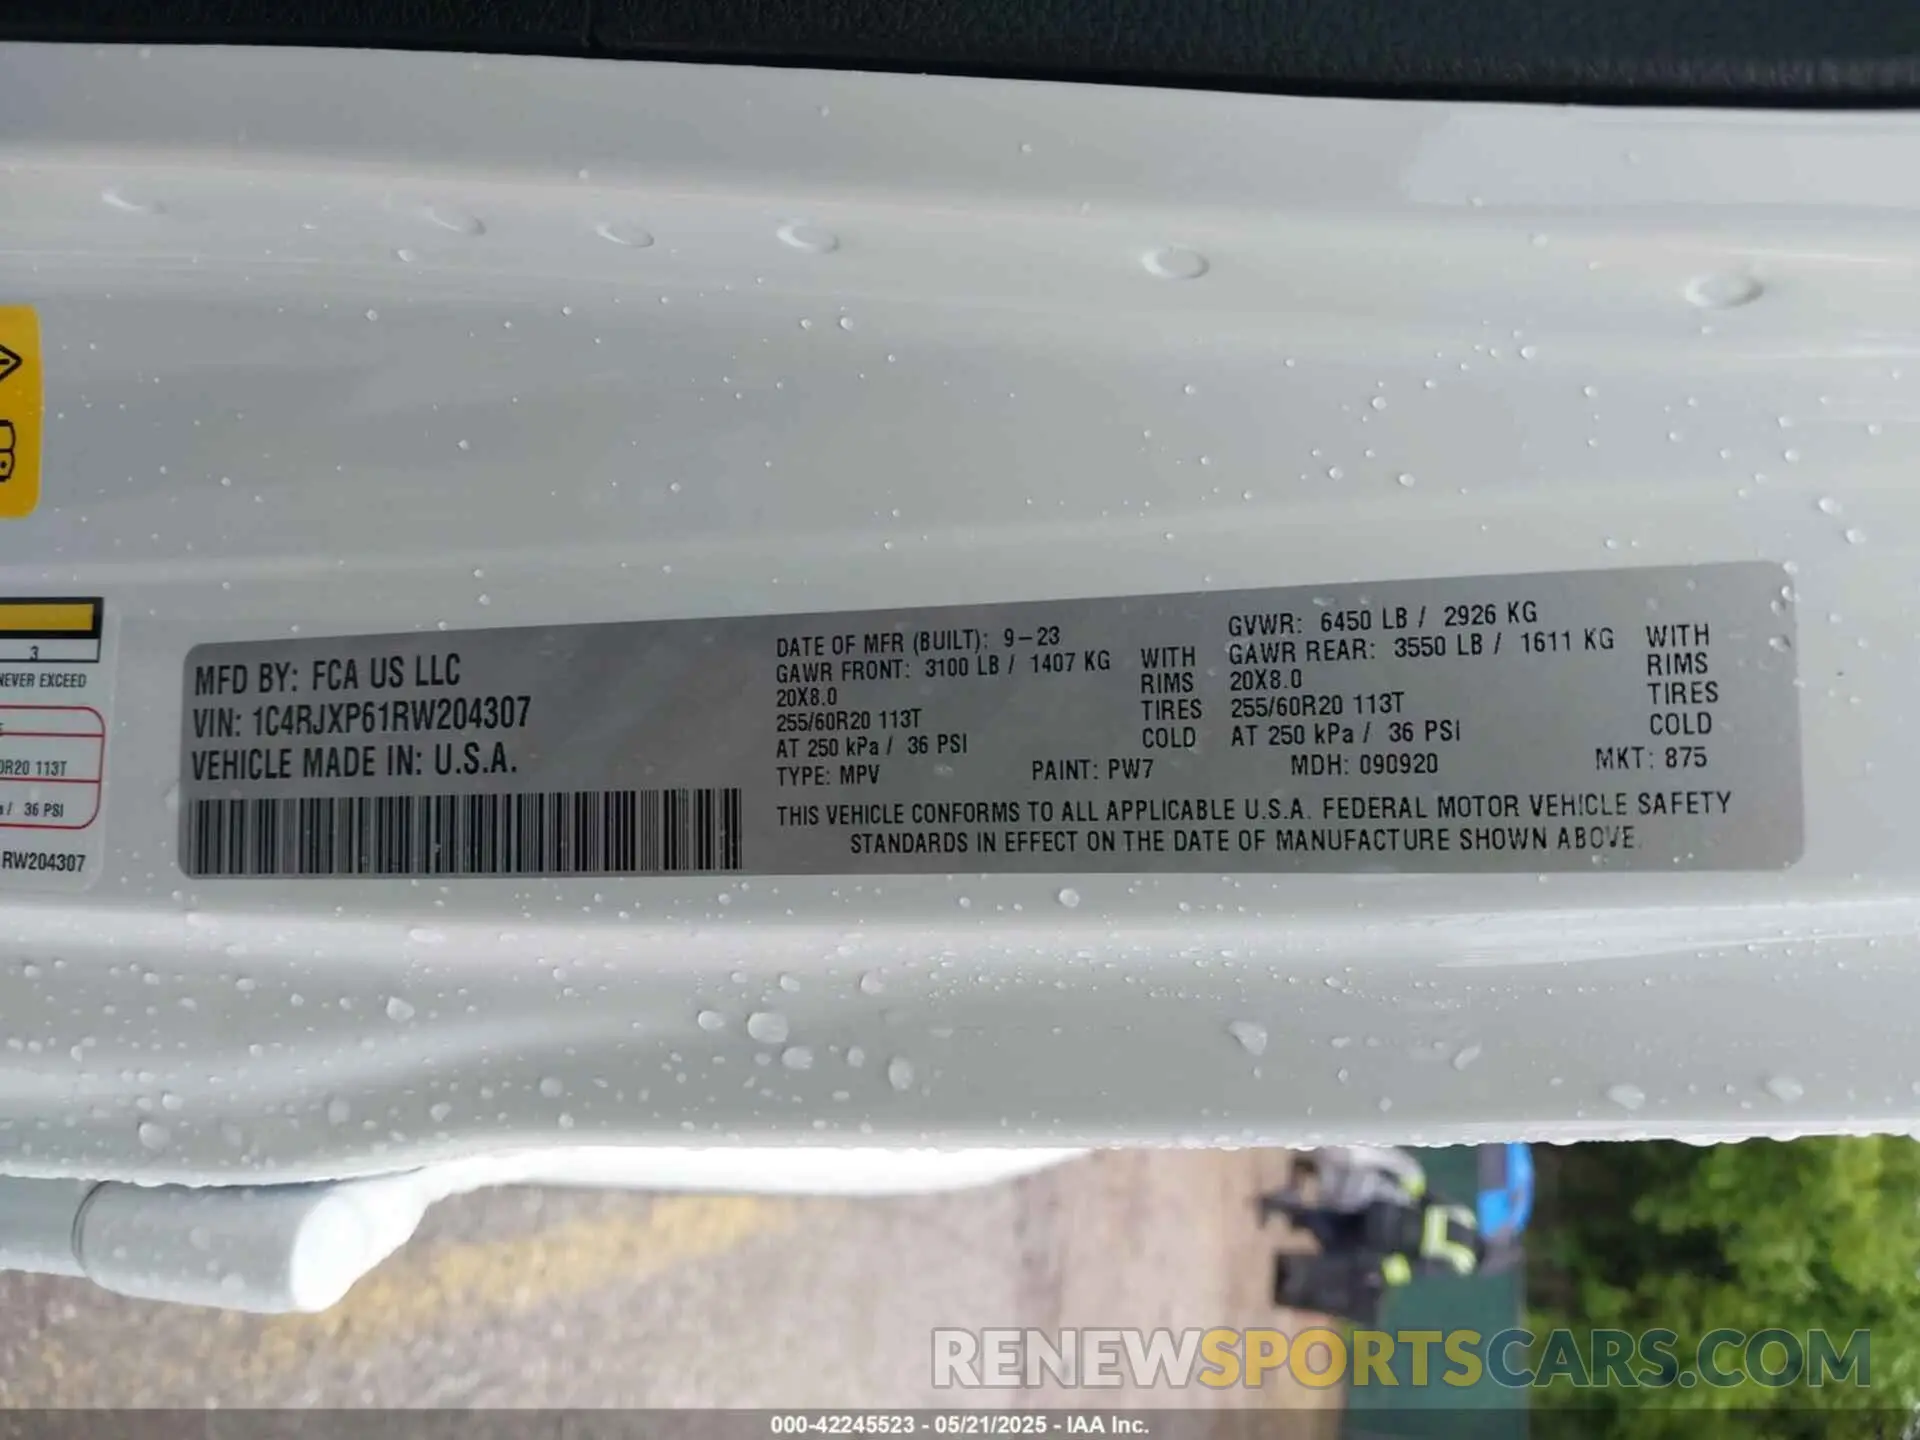 3
NEVER EXCEED
0R20 113T
/ 36 PSI
RW204307
MFD BY: FCA US LLC
VIN: 1C4RJXP61RW204307
VEHICLE MADE IN: U.S.A.
DATE OF MFR (BUILT): 9-23
GAWR FRONT: 3100 LB / 1407 KG
20X8.0
255/60R20 113T
AT 250 kPa / 36 PSI
WITH
RIMS
TIRES
COLD
GVWR: 6450 LB / 2926 KG
GAWR REAR: 3550 LB / 1611 KG
20X8.0
255/60R20 113T
AT 250 kPa / 36 PSI
WITH
RIMS
TIRES
COLD
TYPE: MPV PAINT: PW7 MDH: 090920 MKT: 875
THIS VEHICLE CONFORMS TO ALL APPLICABLE U.S.A. FEDERAL MOTOR VEHICLE SAFETY
STANDARDS IN EFFECT ON THE DATE OF MANUFACTURE SHOWN ABOVE.
RENEWSPORTSCARS.COM
000-42245523 - 05/21/2025 - IAA Inc.